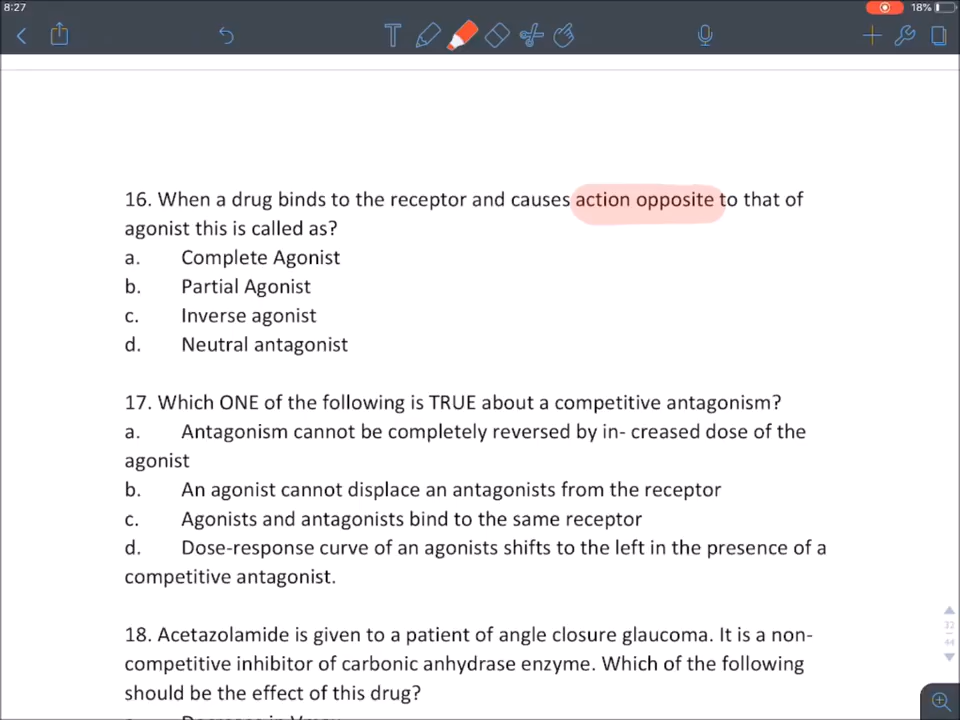 8:27
18%
16. When a drug binds to the receptor and causes action opposite to that of
agonist this is called as?
a. Complete Agonist
b. Partial Agonist
c. Inverse agonist
d. Neutral antagonist
17. Which ONE of the following is TRUE about a competitive antagonism?
a. Antagonism cannot be completely reversed by in- creased dose of the
agonist
b. An agonist cannot displace an antagonists from the receptor
c. Agonists and antagonists bind to the same receptor
d. Dose-response curve of an agonists shifts to the left in the presence of a
competitive antagonist.
18. Acetazolamide is given to a patient of angle closure glaucoma. It is a non-
competitive inhibitor of carbonic anhydrase enzyme. Which of the following
should be the effect of this drug?
32
44